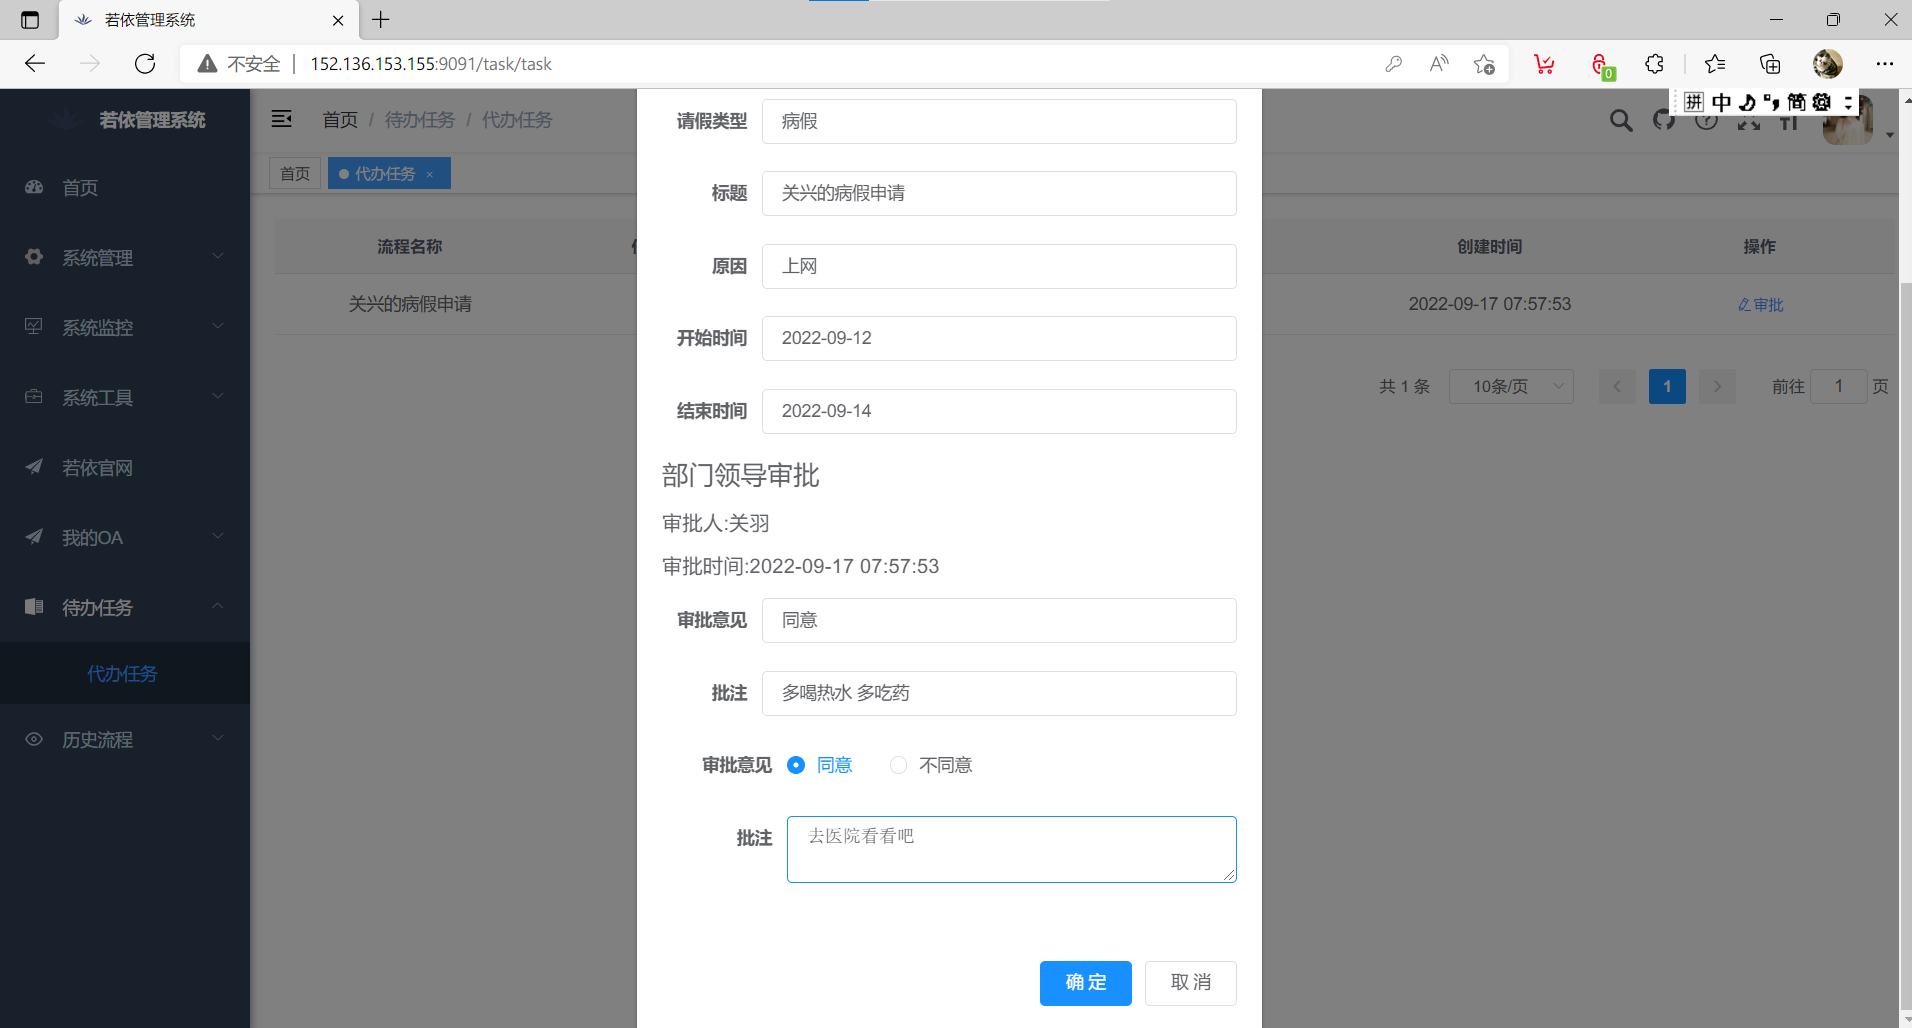 若依管理系统
不安全
152.136.153.155:9091/task/task
0
拼 中 简
若依管理系统
首页 / 待办任务 / 代办任务
首页
代办任务 ×
首页
系统管理
系统监控
系统工具
若依官网
我的OA
待办任务
代办任务
历史流程
流程名称
创建时间
操作
关兴的病假申请
2022-09-17 07:57:53
审批
共 1 条
10条/页
1
前往 1 页
请假类型 病假
标题 关兴的病假申请
原因 上网
开始时间 2022-09-12
结束时间 2022-09-14
部门领导审批
审批人:关羽
审批时间:2022-09-17 07:57:53
审批意见 同意
批注 多喝热水 多吃药
审批意见 同意 不同意
批注 去医院看看吧
确 定 取 消